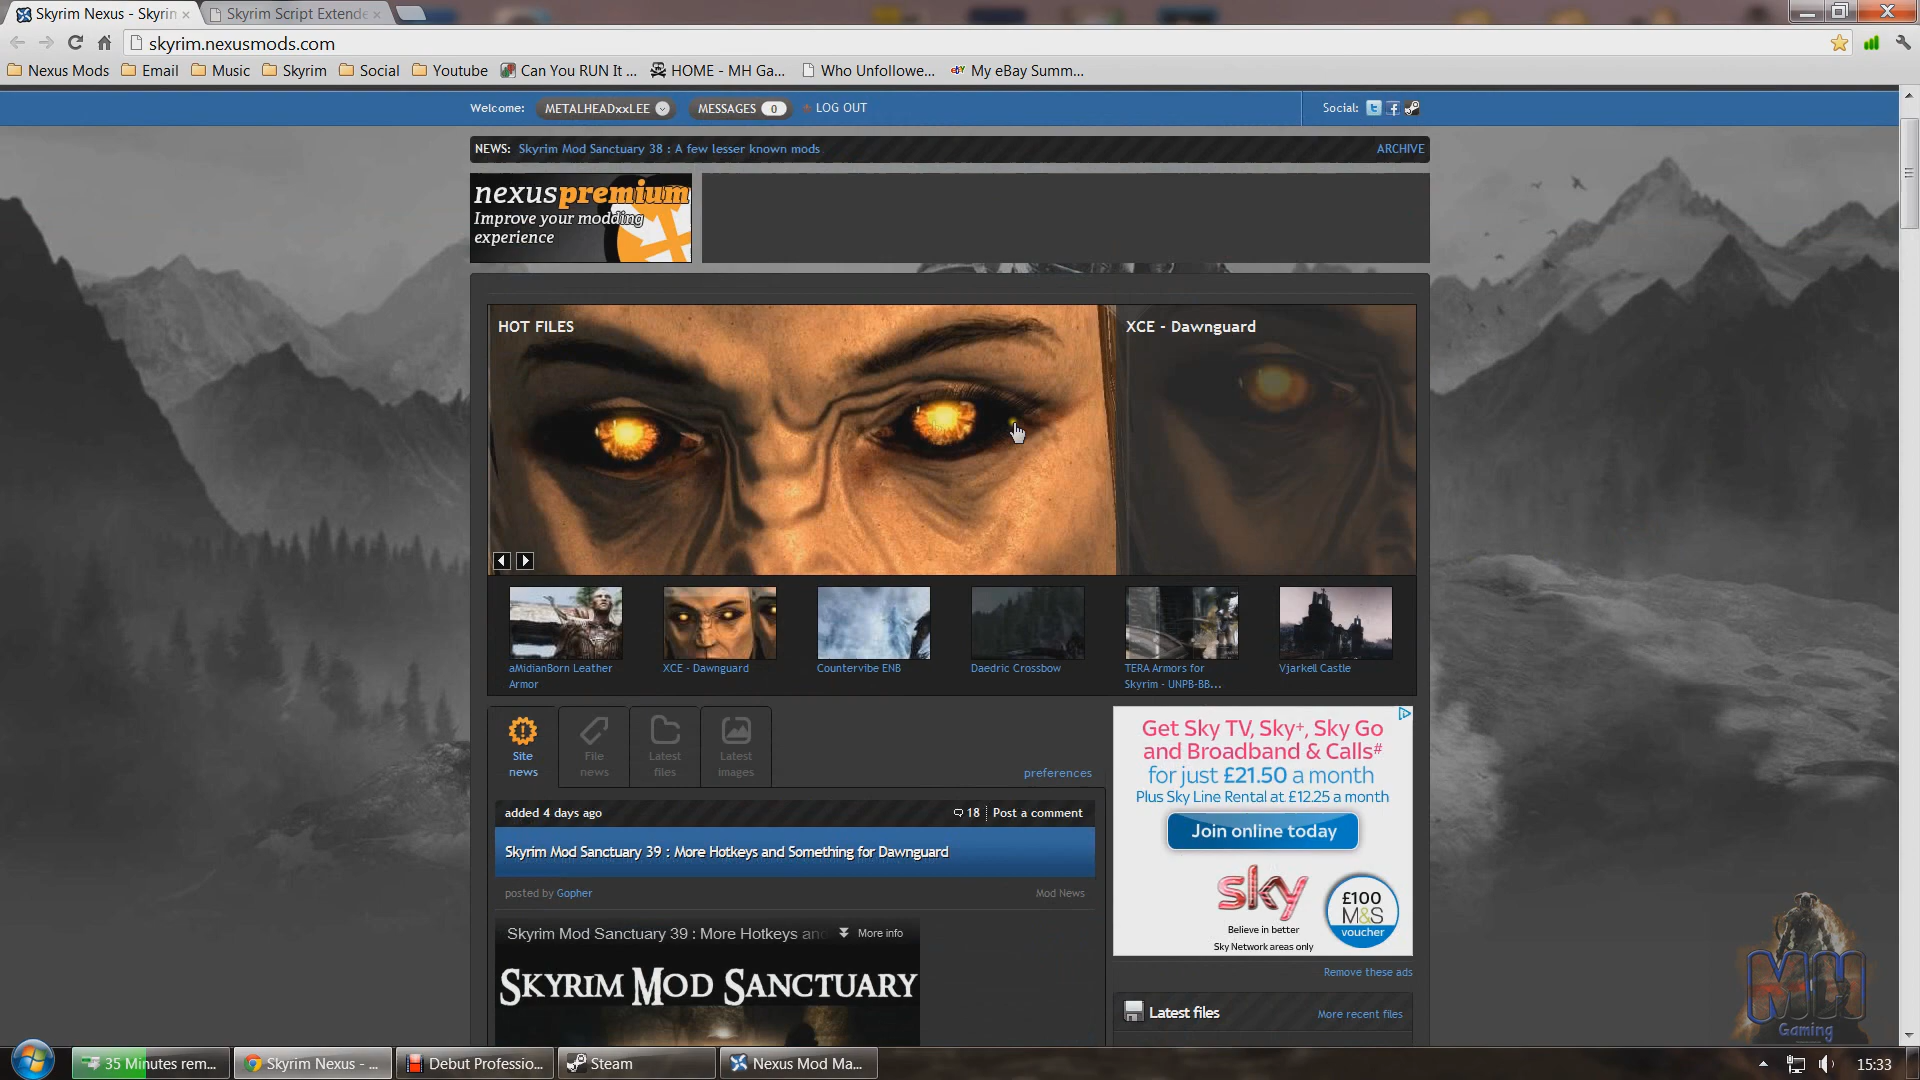 Skyrim Nexus - Skyrin
Skyrim Script Extende
skyrim.nexusmods.com
Nexus Mods
Email
Music
Skyrim
Social
Youtube
Can You RUN It ...
HOME - MH Ga...
Who Unfollowe...
My eBay Summ...
Welcome:
METALHEADxxLEE
MESSAGES 0
LOG OUT
Social:
NEWS: Skyrim Mod Sanctuary 38 : A few lesser known mods
ARCHIVE
nexuspremium
Improve your modding
experience
HOT FILES
XCE - Dawnguard
aMidianBorn Leather
Armor
XCE - Dawnguard
Countervibe ENB
Daedric Crossbow
TERA Armors for
Skyrim - UNPB-BB...
Vjarkell Castle
Site
news
File
news
Latest
files
Latest
images
preferences
added 4 days ago
18
Post a comment
Skyrim Mod Sanctuary 39 : More Hotkeys and Something for Dawnguard
posted by Gopher
Mod News
Skyrim Mod Sanctuary 39 : More Hotkeys and
More info
SKYRIM MOD SANCTUARY
Get Sky TV, Sky+, Sky Go
and Broadband & Calls#
for just £21.50 a month
Plus Sky Line Rental at £12.25 a month
Join online today
sky
Believe in better
Sky Network areas only
£100
M&S
voucher
Remove these ads
Latest files
More recent files
MH
Gaming
35 Minutes rem...
Skyrim Nexus - ...
Debut Professio...
Steam
Nexus Mod Ma...
15:33